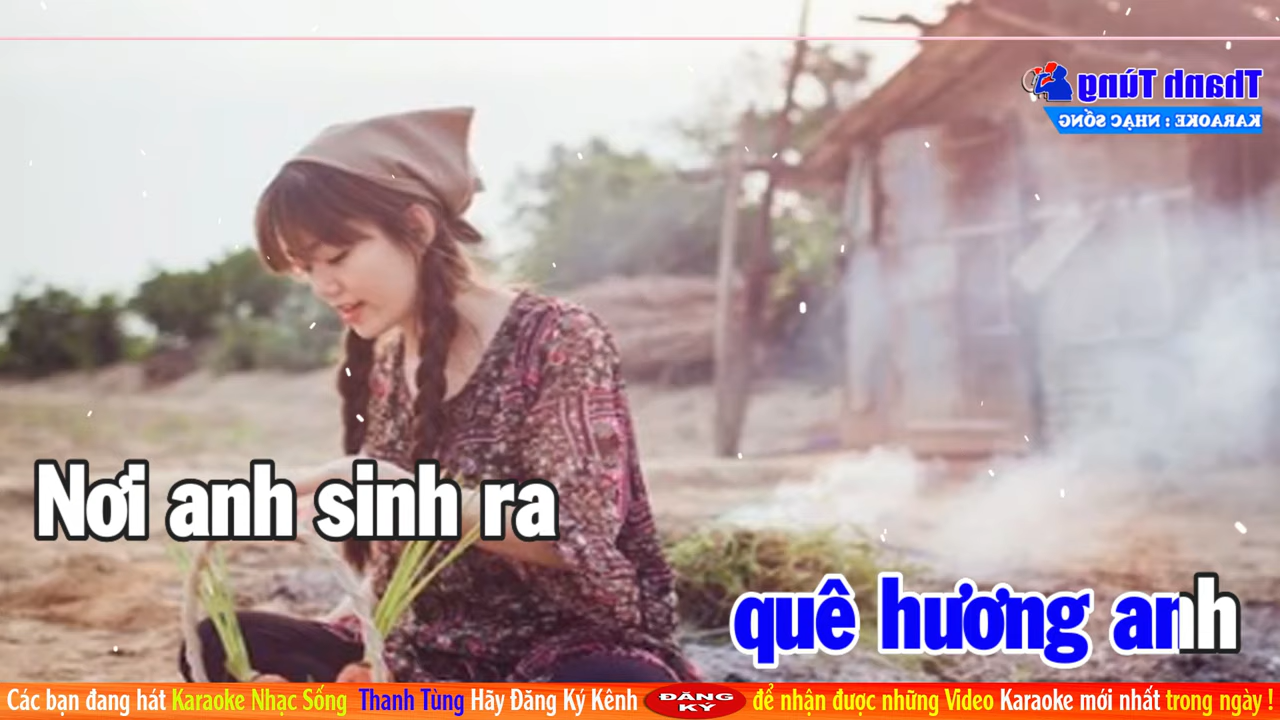 Thanh Tùng
KARAOKE : NHẠC SỐNG
Nơi anh sinh ra
quê hương anh
Các bạn đang hát Karaoke Nhạc Sống Thanh Tùng Hãy Đăng Ký Kênh ĐĂNG KÝ để nhận được những Video Karaoke mới nhất trong ngày !